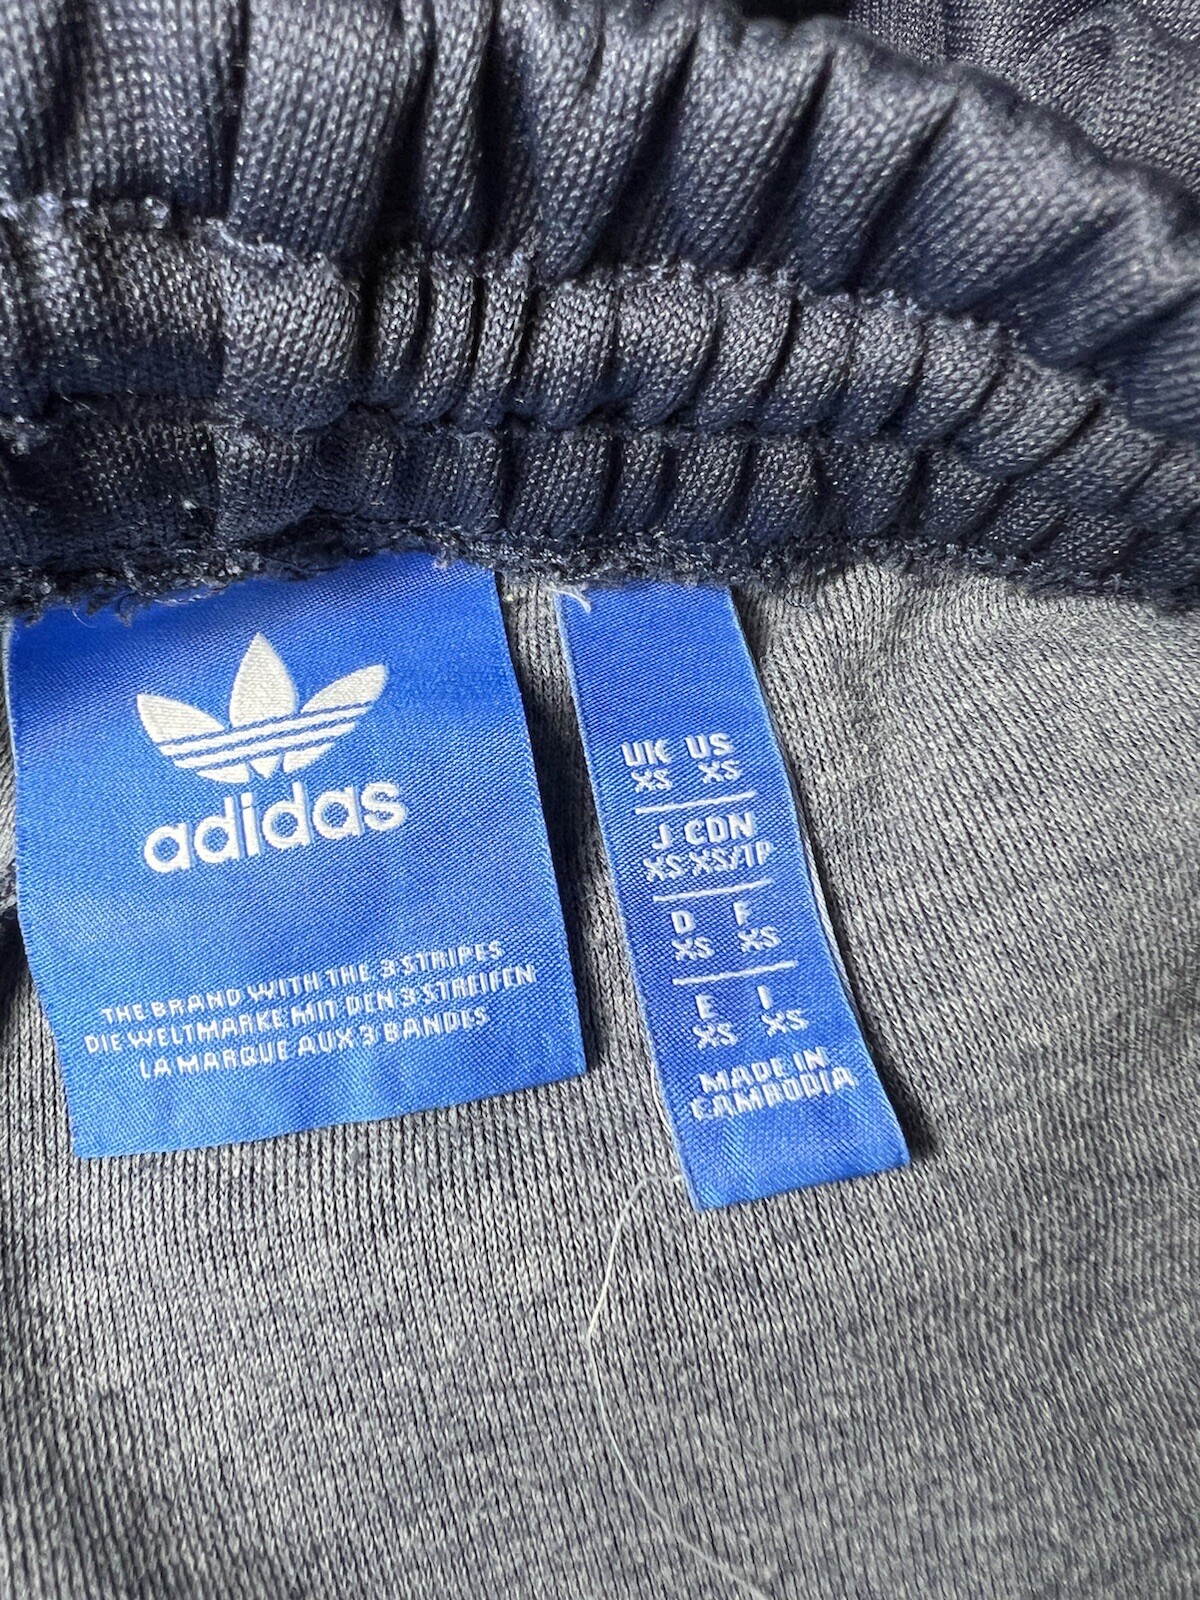 adidas
THE BRAND WITH THE 3 STRIPES
DIE WELTMARKE MIT DEN 3 STREIFEN
LA MARQUE AUX 3 BANDES
UK US
XS XS
J CDN
XS XS/TP
D F
XS XS
E I
XS XS
MADE IN
CAMBODIA